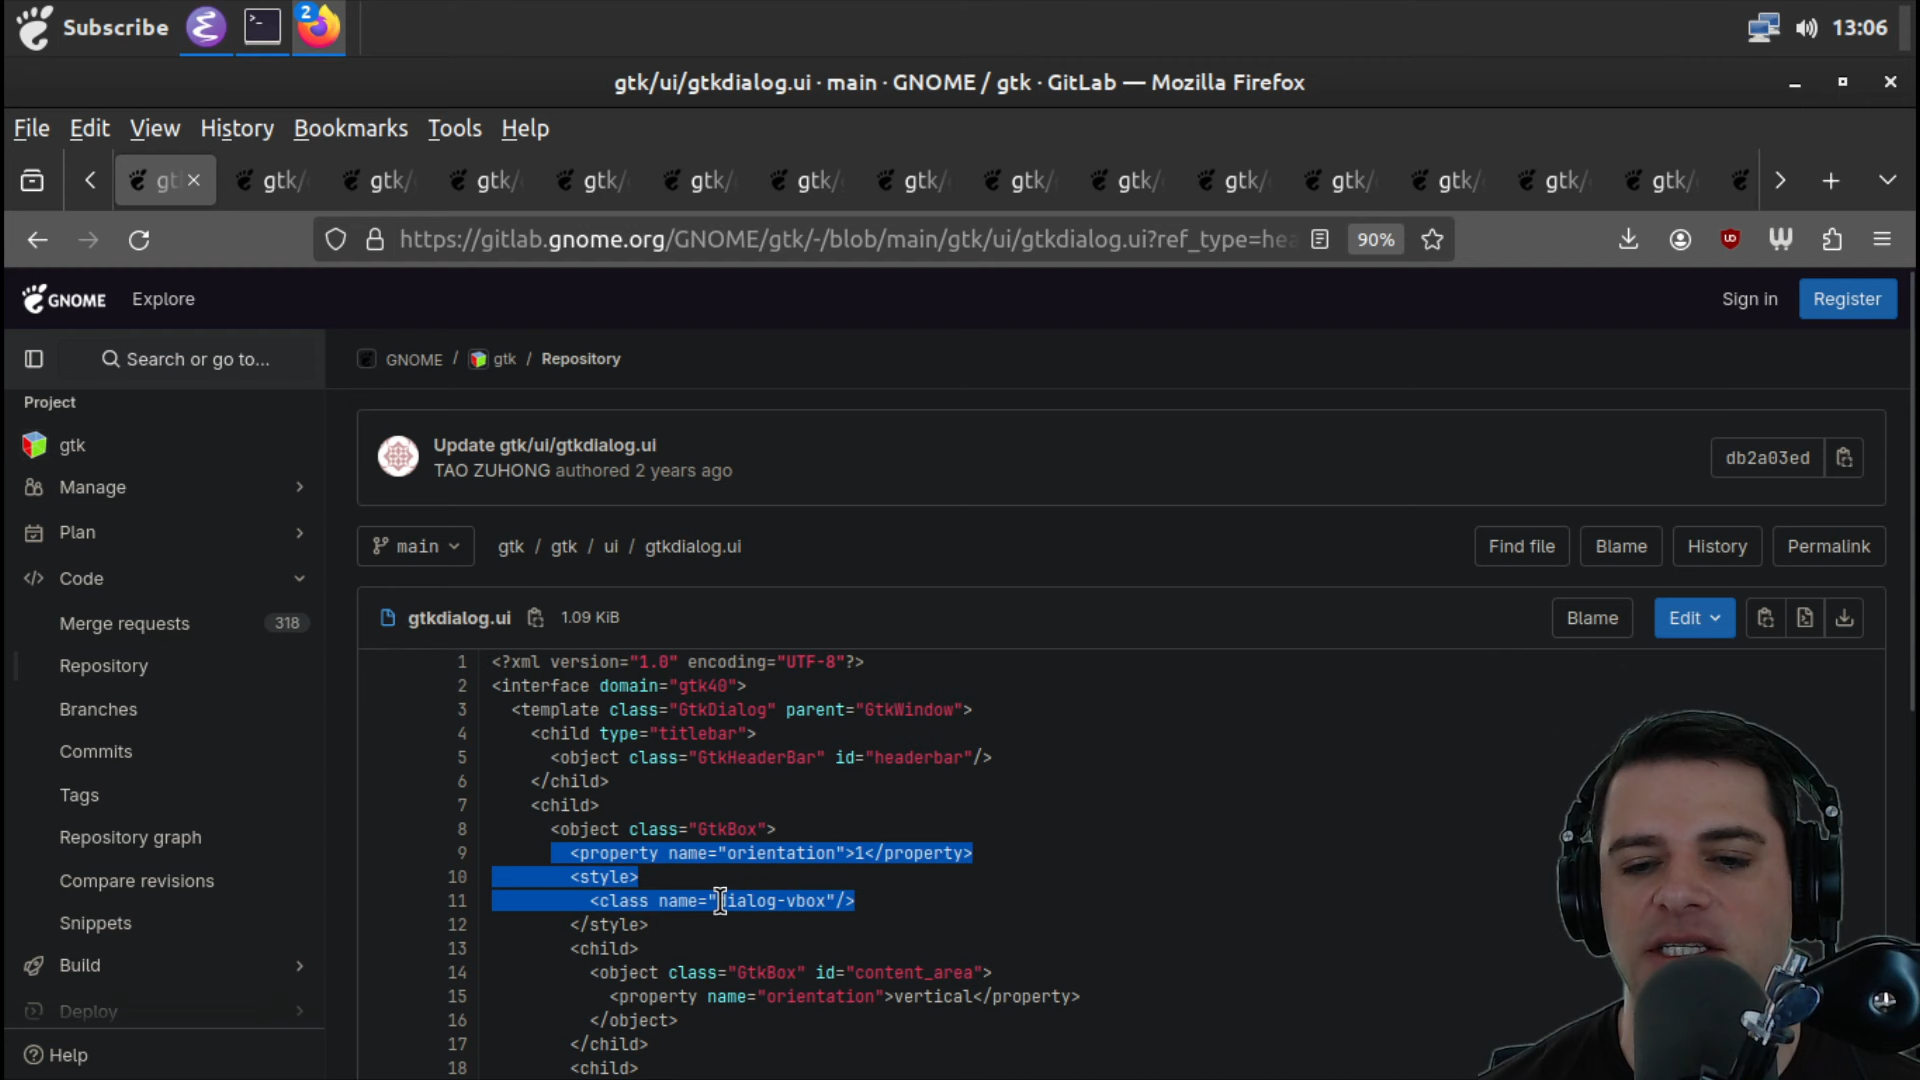 Subscribe
2
13:06
gtk/ui/gtkdialog.ui · main · GNOME / gtk · GitLab — Mozilla Firefox
File Edit View History Bookmarks Tools Help
gtl gtk/ gtk/ gtk/ gtk/ gtk/ gtk/ gtk/ gtk/ gtk/ gtk/ gtk/ gtk/ gtk/ gtk/
https://gitlab.gnome.org/GNOME/gtk/-/blob/main/gtk/ui/gtkdialog.ui?ref_type=hea 90%
GNOME Explore Sign in Register
Search or go to...
GNOME / gtk / Repository
Project
gtk
Manage
Plan
Code
Merge requests 318
Repository
Branches
Commits
Tags
Repository graph
Compare revisions
Snippets
Build
Deploy
Help
Update gtk/ui/gtkdialog.ui
TAO ZUHONG authored 2 years ago
db2a03ed
main gtk / gtk / ui / gtkdialog.ui
Find file Blame History Permalink
gtkdialog.ui 1.09 KiB
Blame Edit
1 <?xml version="1.0" encoding="UTF-8"?>
2 <interface domain="gtk40">
3 <template class="GtkDialog" parent="GtkWindow">
4 <child type="titlebar">
5 <object class="GtkHeaderBar" id="headerbar"/>
6 </child>
7 <child>
8 <object class="GtkBox">
9 <property name="orientation">1</property>
10 <style>
11 <class name="dialog-vbox"/>
12 </style>
13 <child>
14 <object class="GtkBox" id="content_area">
15 <property name="orientation">vertical</property>
16 </object>
17 </child>
18 <child>